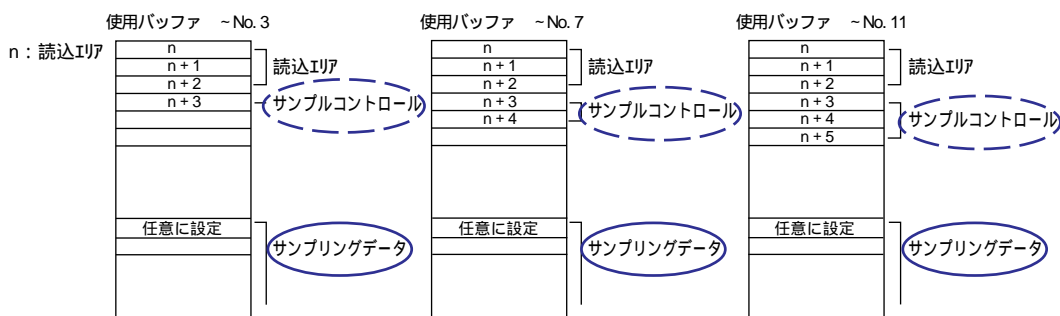 使用バッファ ~No. 3
n : 読込エリア
n
n + 1
n + 2
n + 3
読込エリア
サンプルコントロール
任意に設定
サンプリングデータ
使用バッファ ~No. 7
n
n + 1
n + 2
n + 3
n + 4
読込エリア
サンプルコントロール
任意に設定
サンプリングデータ
使用バッファ ~No. 11
n
n + 1
n + 2
n + 3
n + 4
n + 5
読込エリア
サンプルコントロール
任意に設定
サンプリングデータ